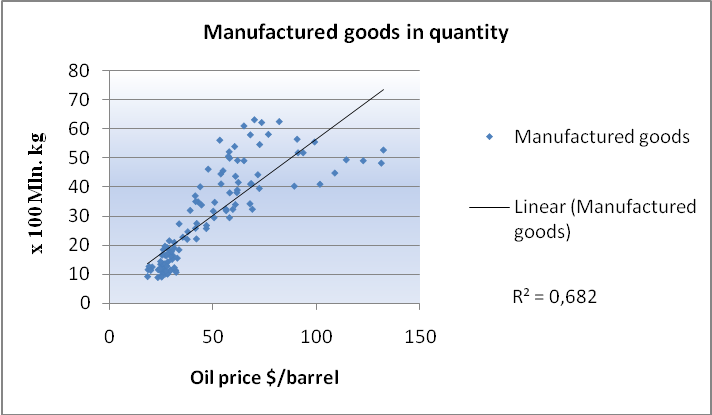 Manufactured goods in quantity
x 100 Mln. kg
80
70
60
50
40
30
20
10
0
0 50 100 150
Oil price $/barrel
Manufactured goods
Linear (Manufactured
goods)
R² = 0,682